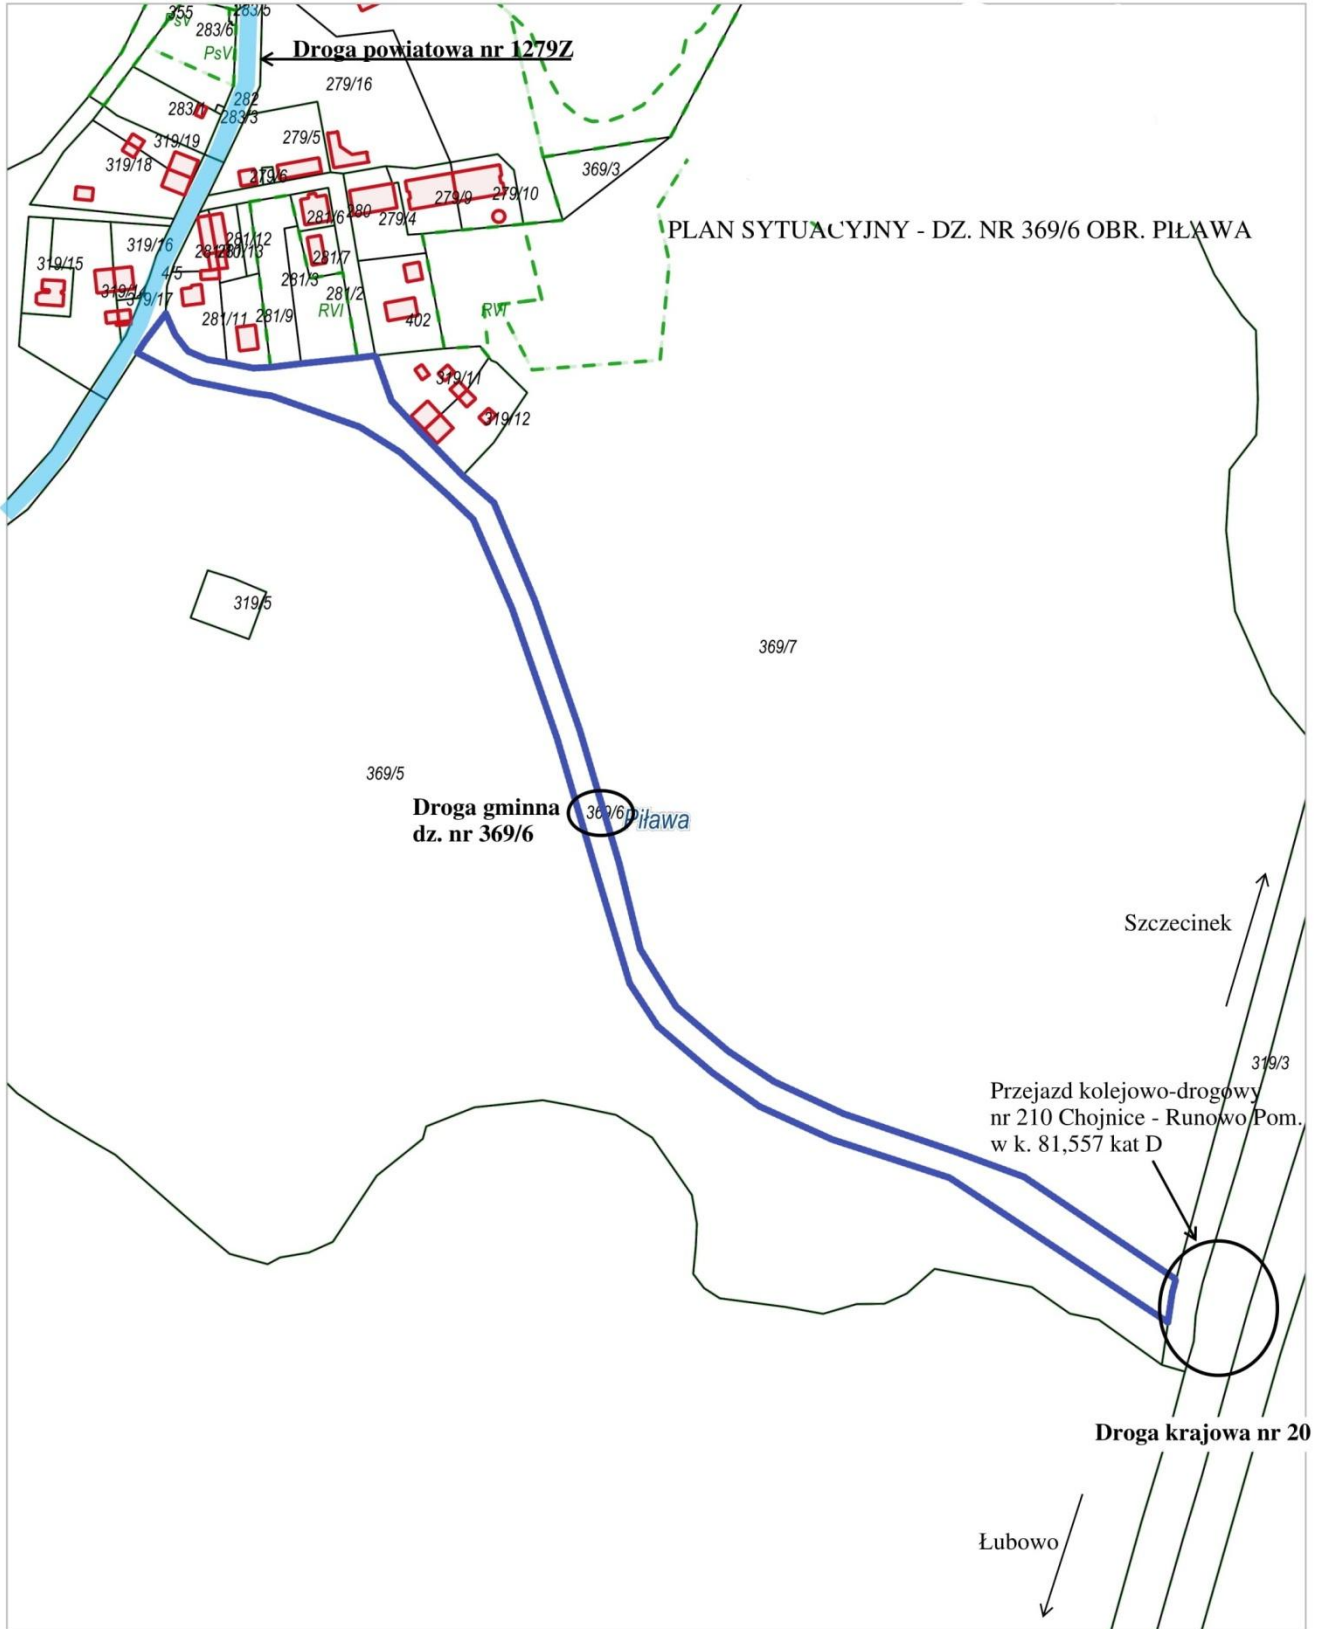 355
283/5
PsV
283/6
PsVI
Droga powiatowa nr 1279Z
279/16
282
283/3
319/19
279/5
319/18
279/6
369/3
279/9
279/10
281/6
280
279/4
PLAN SYTUACYJNY - DZ. NR 369/6 OBR. PIŁAWA
319/16
281/12
319/15
281/7
4/5
281/3
281/2
319/17
281/11
281/9
RVI
402
RVI
319/11
319/12
319/5
369/7
369/5
Droga gminna
dz. nr 369/6
369/6
Piława
Szczecinek
319/3
Przejazd kolejowo-drogowy
nr 210 Chojnice - Runowo Pom.
w k. 81,557 kat D
Droga krajowa nr 20
Łubowo